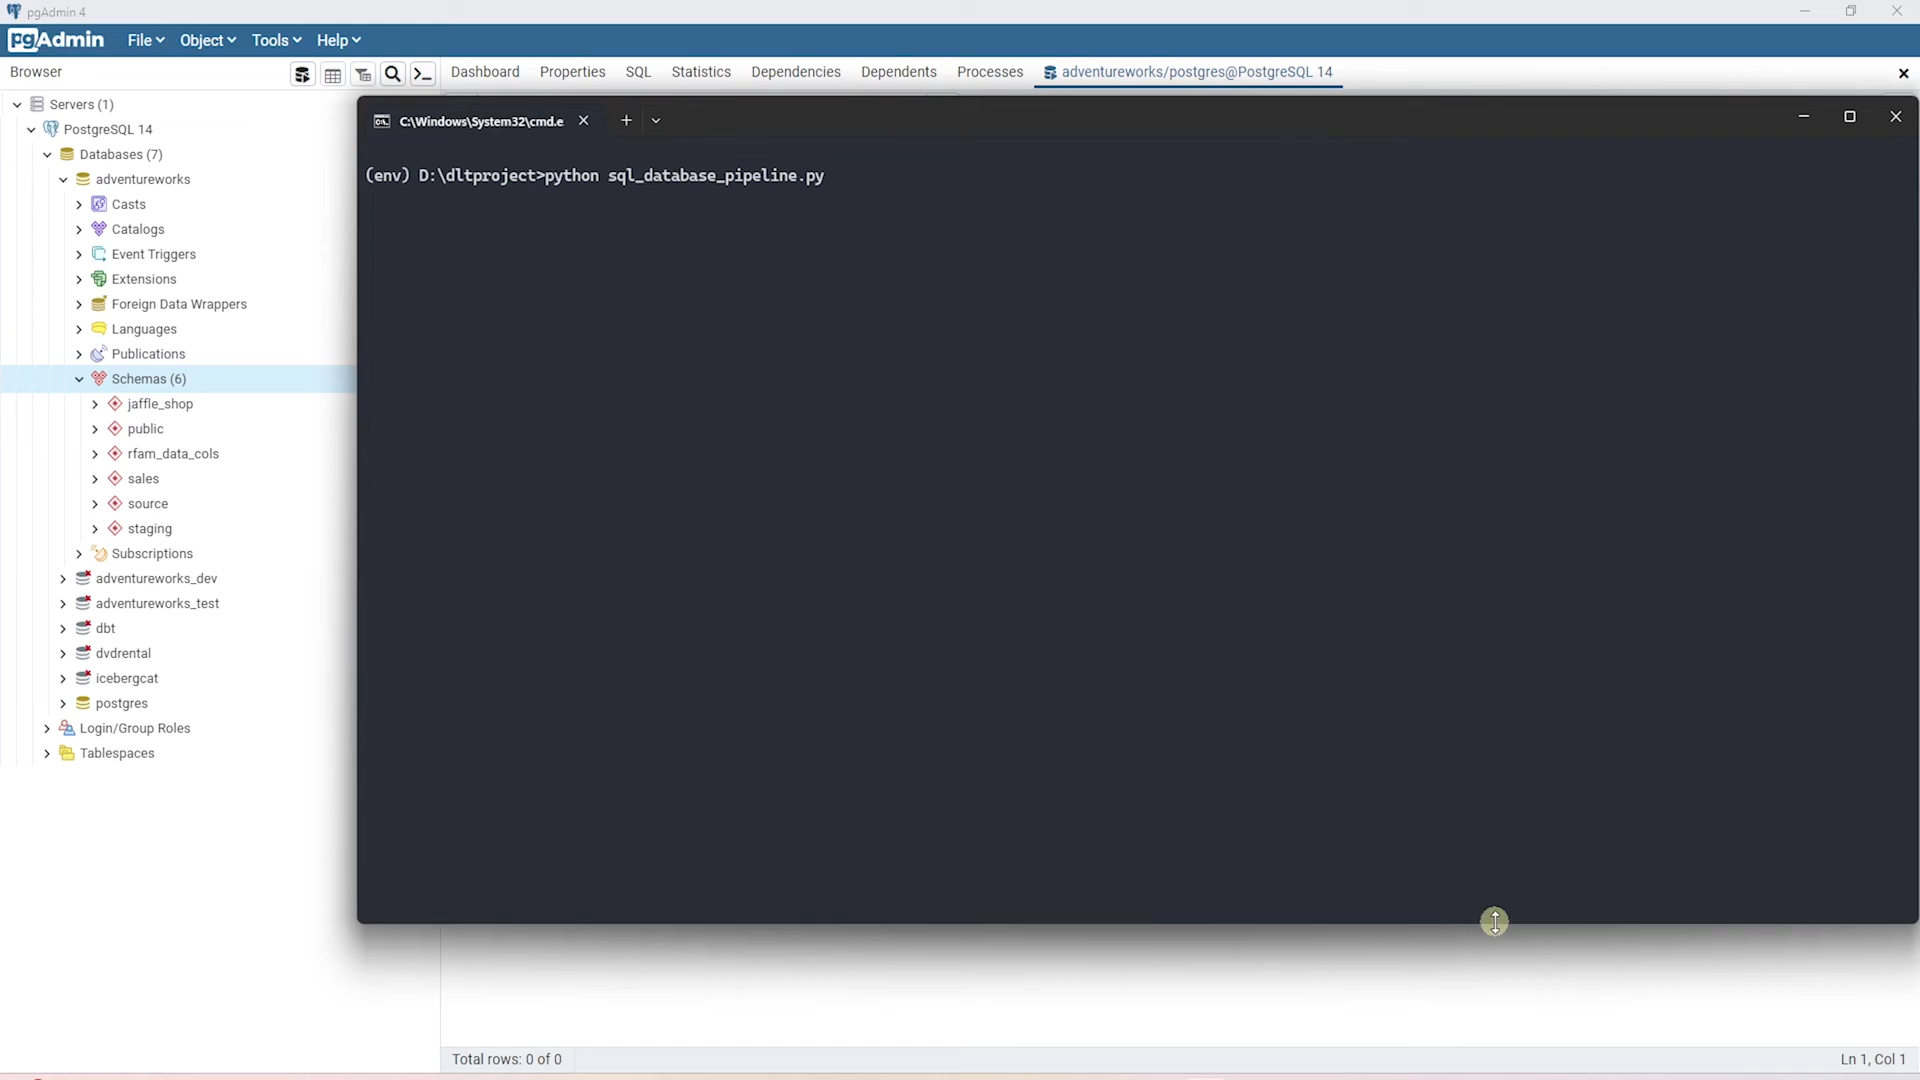 pgAdmin 4
pgAdmin File Object Tools Help
Browser
Dashboard Properties SQL Statistics Dependencies Dependents Processes adventureworks/postgres@PostgreSQL 14
Servers (1)
PostgreSQL 14
Databases (7)
adventureworks
Casts
Catalogs
Event Triggers
Extensions
Foreign Data Wrappers
Languages
Publications
Schemas (6)
jaffle_shop
public
rfam_data_cols
sales
source
staging
Subscriptions
adventureworks_dev
adventureworks_test
dbt
dvdrental
icebergcat
postgres
Login/Group Roles
Tablespaces
C:\Windows\System32\cmd.e
(env) D:\dltproject>python sql_database_pipeline.py
Total rows: 0 of 0
Ln 1, Col 1